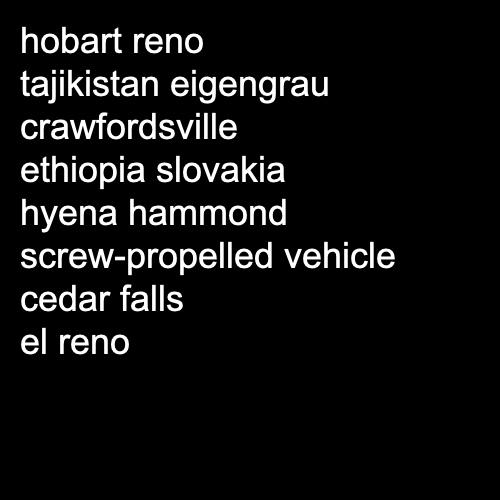 hobart reno
tajikistan eigengrau
crawfordsville
ethiopia slovakia
hyena hammond
screw-propelled vehicle
cedar falls
el reno